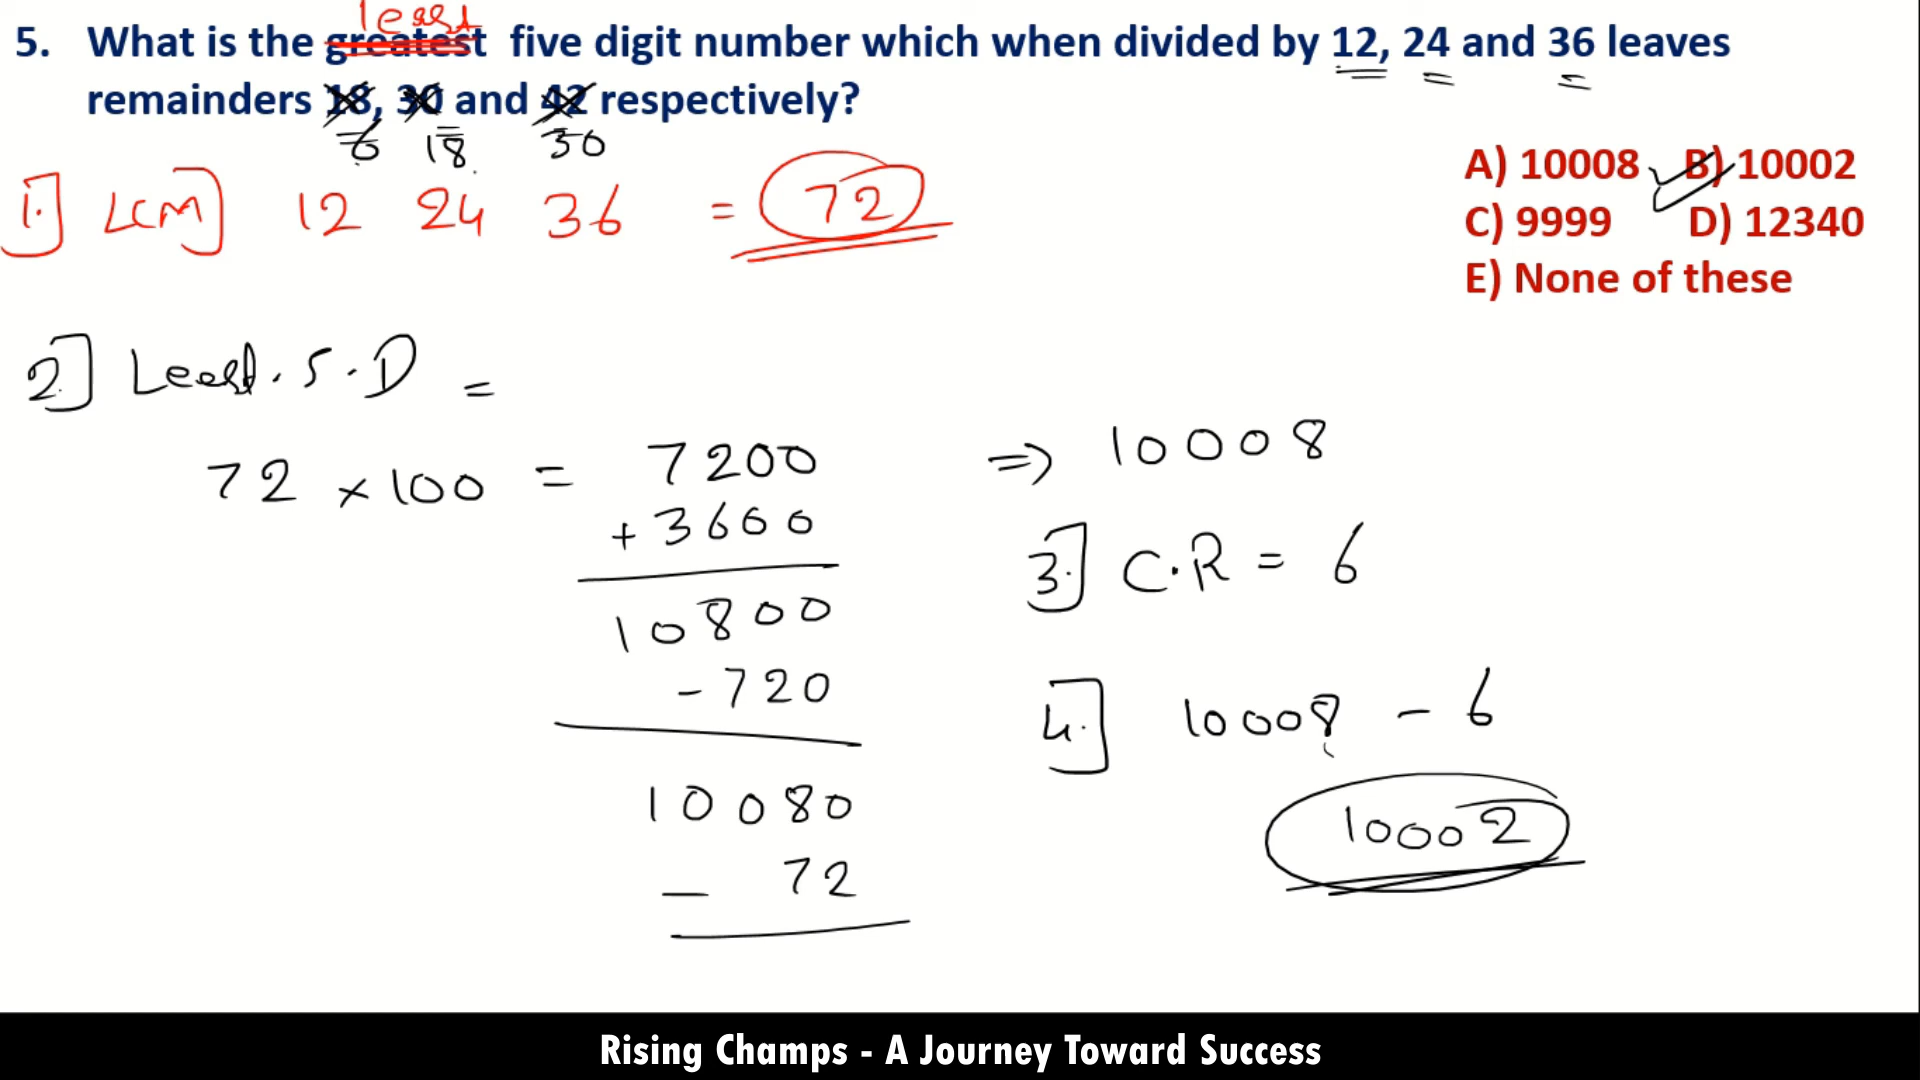 least
5. What is the greatest five digit number which when divided by 12, 24 and 36 leaves
remainders 18, 30 and 42 respectively?
6 18 30
A) 10008 B) 10002
C) 9999 D) 12340
E) None of these
1.] LCM] 12 24 36 = 72
2.] Least. 5. D =
72 × 100 = 7200
+ 3600
10800
- 720
10080
- 72
=> 10008
3.] C.R = 6
4.] 10008 - 6
10002
Rising Champs - A Journey Toward Success